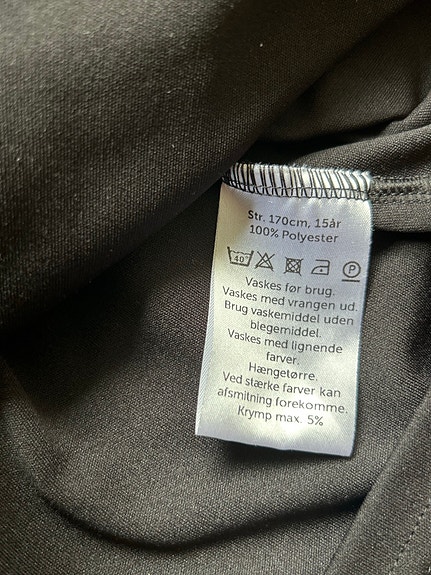 Str. 170cm, 15år
100% Polyester
40° P
Vaskes før brug.
Vaskes med vrangen ud.
Brug vaskemiddel uden
blegemiddel.
Vaskes med lignende
farver.
Hængetørre.
Ved stærke farver kan
afsmitning forekomme.
Krymp max. 5%